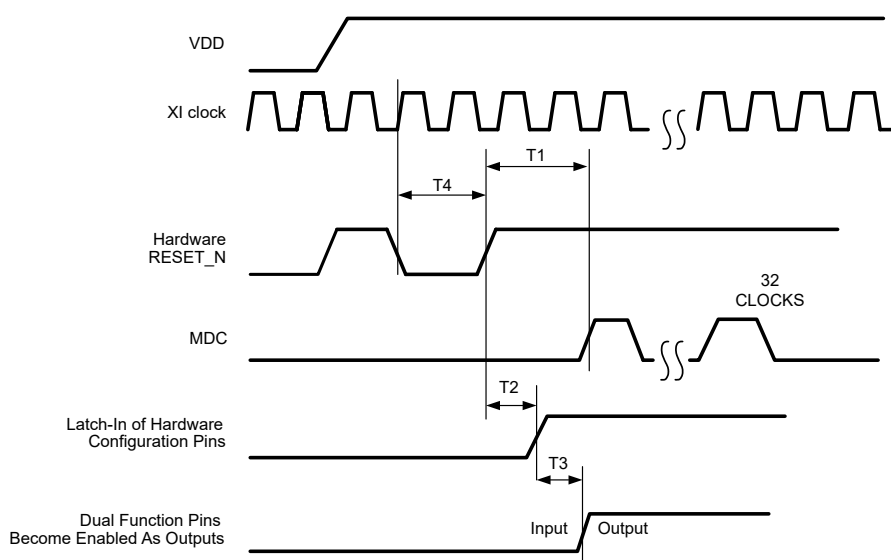 VDD
XI clock
T1
T4
Hardware
RESET_N
32
CLOCKS
MDC
T2
Latch-In of Hardware
Configuration Pins
T3
Dual Function Pins
Become Enabled As Outputs
Input
Output